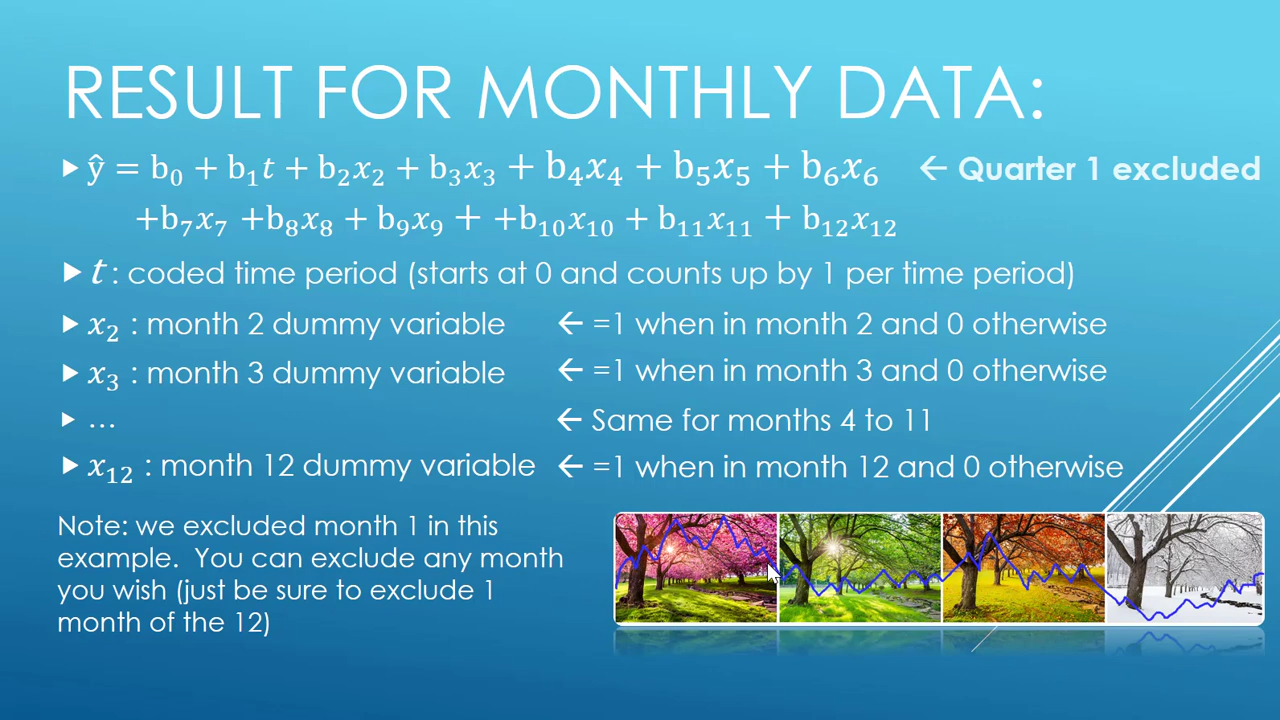 RESULT FOR MONTHLY DATA:
ŷ = b₀ + b₁t + b₂x₂ + b₃x₃ + b₄x₄ + b₅x₅ + b₆x₆ ← Quarter 1 excluded
+b₇x₇ +b₈x₈ + b₉x₉ + +b₁₀x₁₀ + b₁₁x₁₁ + b₁₂x₁₂
t : coded time period (starts at 0 and counts up by 1 per time period)
x₂ : month 2 dummy variable ← =1 when in month 2 and 0 otherwise
x₃ : month 3 dummy variable ← =1 when in month 3 and 0 otherwise
… ← Same for months 4 to 11
x₁₂ : month 12 dummy variable ← =1 when in month 12 and 0 otherwise
Note: we excluded month 1 in this
example. You can exclude any month
you wish (just be sure to exclude 1
month of the 12)